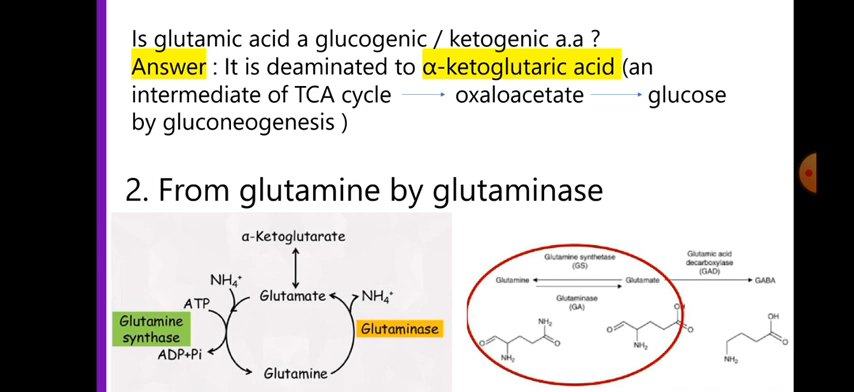 Is glutamic acid a glucogenic / ketogenic a.a ?
Answer : It is deaminated to α-ketoglutaric acid (an
intermediate of TCA cycle → oxaloacetate → glucose
by gluconeogenesis )
2. From glutamine by glutaminase
α-Ketoglutarate
NH₄⁺
ATP
Glutamate
NH₄⁺
Glutamine
synthase
Glutaminase
ADP+Pi
Glutamine
Glutamine synthetase
(GS)
Glutamic acid
decarboxylase
(GAD)
Glutamine
Glutamate
GABA
Glutaminase
(GA)
NH₂
O
O
NH₂
O
OH
O
NH₂
OH
O
NH₂